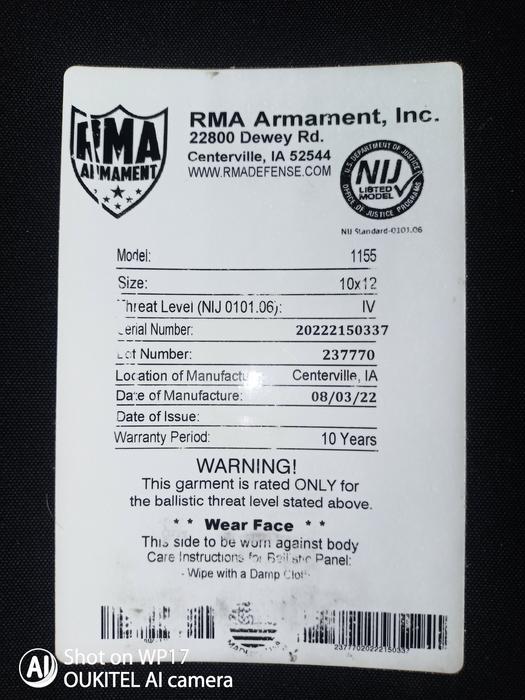 RMA
ARMAMENT
RMA Armament, Inc.
22800 Dewey Rd.
Centerville, IA 52544
WWW.RMADEFENSE.COM
U.S. DEPARTMENT OF JUSTICE
NIJ
LISTED
MODEL
OFFICE OF JUSTICE PROGRAMS
NIJ Standard-0101.06
Model: 1155
Size: 10x12
Threat Level (NIJ 0101.06): IV
Serial Number: 20222150337
Lot Number: 237770
Location of Manufacture: Centerville, IA
Date of Manufacture: 08/03/22
Date of Issue:
Warranty Period: 10 Years
WARNING!
This garment is rated ONLY for
the ballistic threat level stated above.
* * Wear Face * *
This side to be worn against body
Care Instructions for Ballistic Panel:
- Wipe with a Damp Cloth
23777020222150337
AI Shot on WP17
OUKITEL AI camera